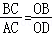 BC/AC = OB/OD